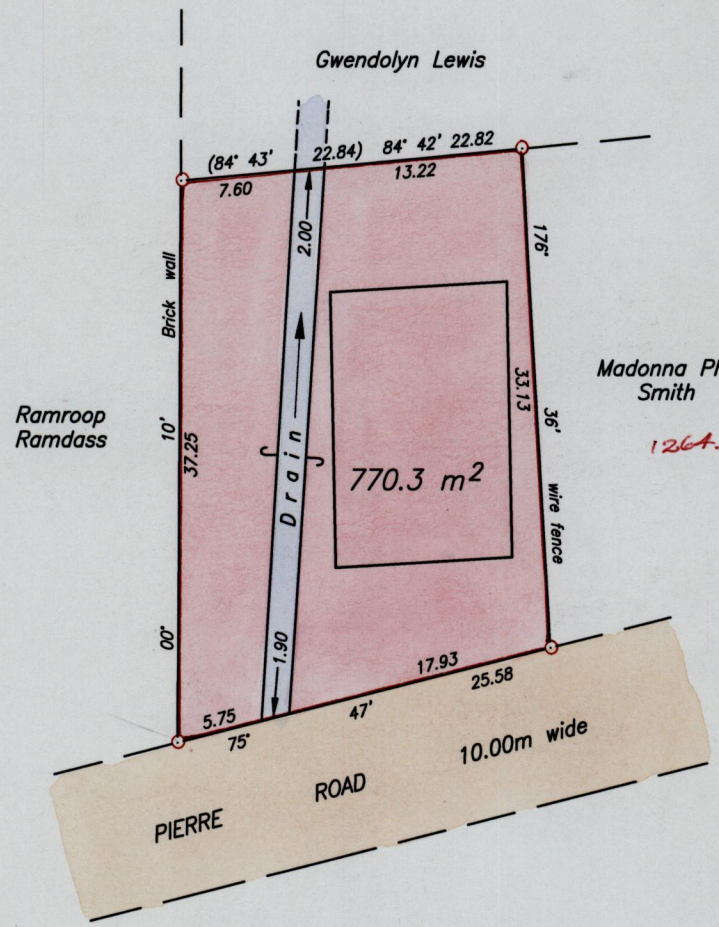 Gwendolyn Lewis
(84° 43' 22.84) 84° 42' 22.82
7.60
13.22
2.00
Brick wall
176°
Ramroop
Ramdass
10'
37.25
Drain
770.3 m²
33.13
36'
wire fence
Madonna
Smith
1264.
00°
1.90
5.75
75°
47'
17.93
25.58
PIERRE ROAD 10.00m wide